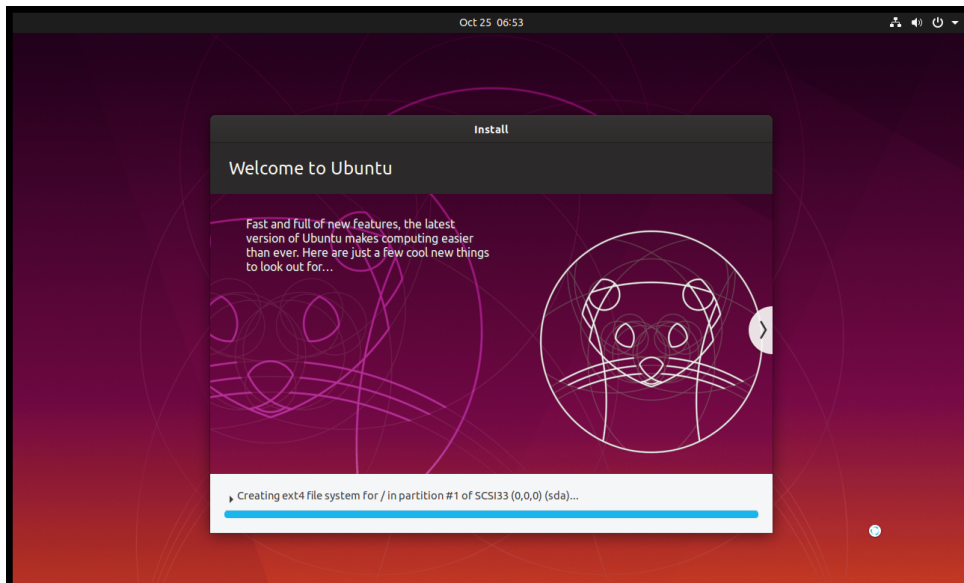 Oct 25 06:53
Install
Welcome to Ubuntu
Fast and full of new features, the latest
version of Ubuntu makes computing easier
than ever. Here are just a few cool new things
to look out for...
Creating ext4 file system for / in partition #1 of SCSI33 (0,0,0) (sda)...